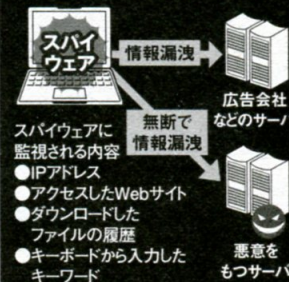 スパイ
ウェア
情報漏洩
広告会社
などのサー
無断で
情報漏洩
スパイウェアに
監視される内容
●IPアドレス
●アクセスしたWebサイト
●ダウンロードした
ファイルの履歴
●キーボードから入力した
キーワード
悪意を
もつサーバ